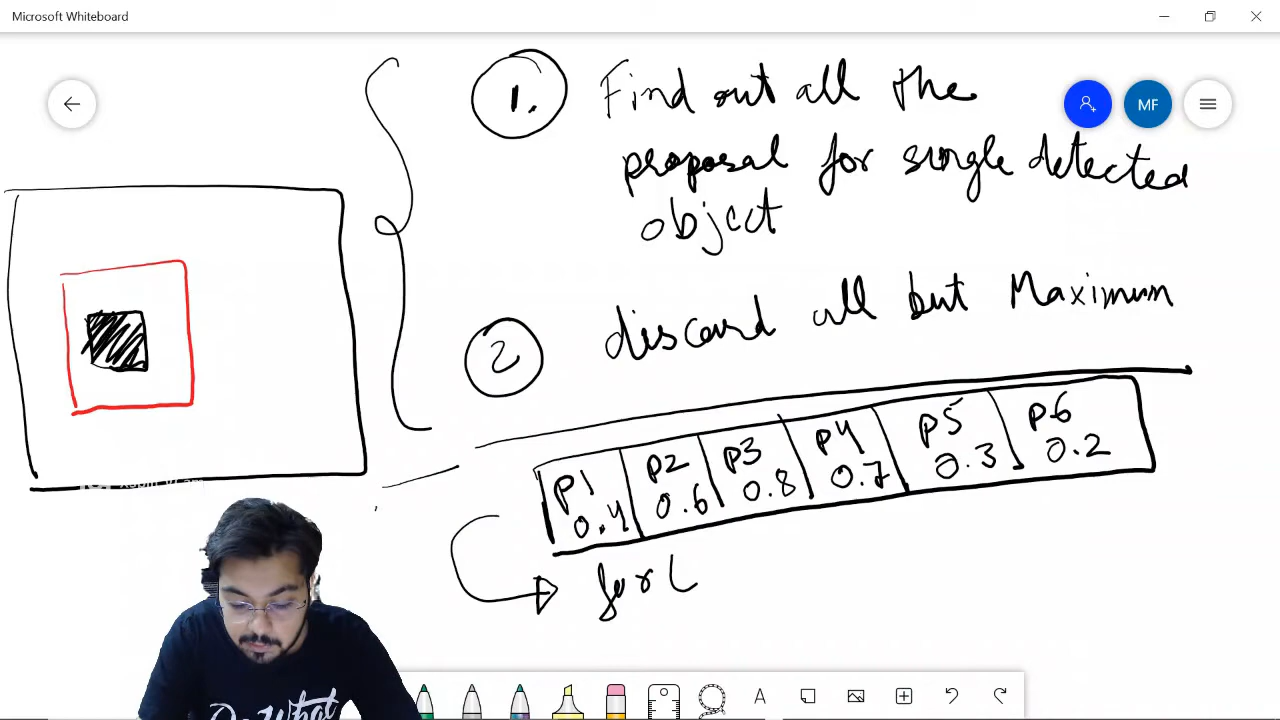 Microsoft Whiteboard
1. Find out all the
MF
proposal for single detected
object
2 discard all but Maximum
P1 P2 P3 P4 P5 P6
0.4 0.6 0.8 0.7 0.3 0.2
for
What
A